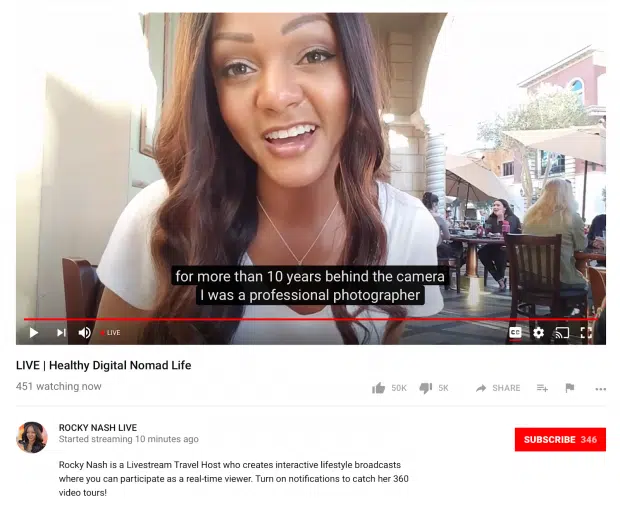 for more than 10 years behind the camera
I was a professional photographer
LIVE
CC
LIVE | Healthy Digital Nomad Life
451 watching now
50K
5K
SHARE
ROCKY NASH LIVE
Started streaming 10 minutes ago
SUBSCRIBE 346
Rocky Nash is a Livestream Travel Host who creates interactive lifestyle broadcasts
where you can participate as a real-time viewer. Turn on notifications to catch her 360
video tours!